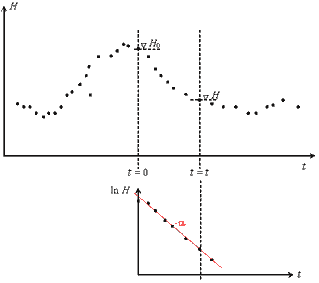 H
∇ H₀
∇ H
t
t = 0
t = t
ln H
-α
t